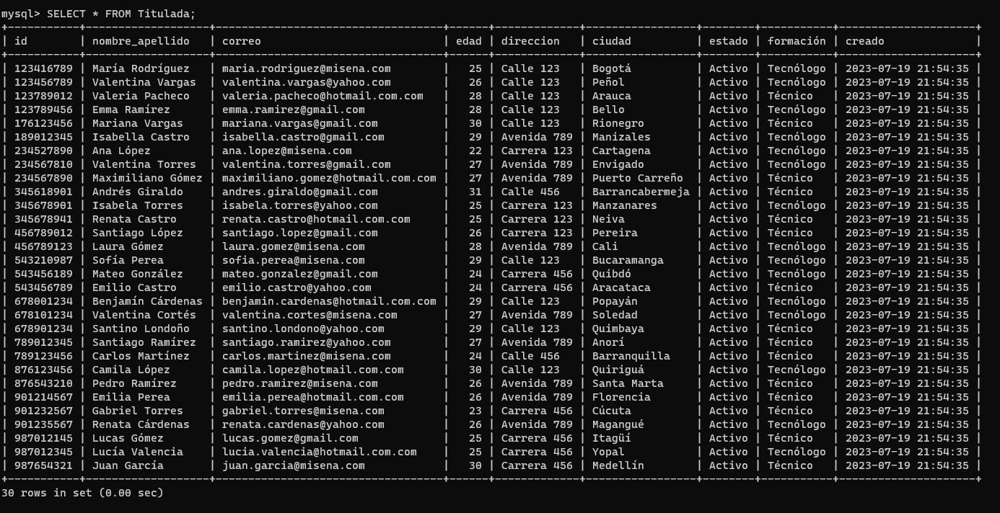 mysql> SELECT * FROM Titulada;
+-----------+-------------------+-----------------------------------+------+-------------+-----------------+--------+-----------+---------------------+
| id        | nombre_apellido   | correo                            | edad | direccion   | ciudad          | estado | formación | creado              |
+-----------+-------------------+-----------------------------------+------+-------------+-----------------+--------+-----------+---------------------+
| 123416789 | María Rodríguez   | maria.rodriguez@misena.com        |   25 | Calle 123   | Bogotá          | Activo | Tecnólogo | 2023-07-19 21:54:35 |
| 123456789 | Valentina Vargas  | valentina.vargas@yahoo.com        |   26 | Calle 123   | Peñol           | Activo | Tecnólogo | 2023-07-19 21:54:35 |
| 123789012 | Valeria Pacheco   | valeria.pacheco@hotmail.com.com   |   28 | Calle 123   | Arauca          | Activo | Técnico   | 2023-07-19 21:54:35 |
| 123789456 | Emma Ramírez      | emma.ramirez@gmail.com            |   28 | Calle 123   | Bello           | Activo | Tecnólogo | 2023-07-19 21:54:35 |
| 176123456 | Mariana Vargas    | mariana.vargas@gmail.com          |   30 | Calle 123   | Rionegro        | Activo | Técnico   | 2023-07-19 21:54:35 |
| 189012345 | Isabella Castro   | isabella.castro@gmail.com         |   29 | Avenida 789 | Manizales       | Activo | Tecnólogo | 2023-07-19 21:54:35 |
| 234527890 | Ana López         | ana.lopez@misena.com              |   22 | Carrera 123 | Cartagena       | Activo | Tecnólogo | 2023-07-19 21:54:35 |
| 234567810 | Valentina Torres  | valentina.torres@gmail.com        |   27 | Avenida 789 | Envigado        | Activo | Tecnólogo | 2023-07-19 21:54:35 |
| 234567890 | Maximiliano Gómez | maximiliano.gomez@hotmail.com.com |   27 | Avenida 789 | Puerto Carreño  | Activo | Técnico   | 2023-07-19 21:54:35 |
| 345618901 | Andrés Giraldo    | andres.giraldo@gmail.com          |   31 | Calle 456   | Barrancabermeja | Activo | Técnico   | 2023-07-19 21:54:35 |
| 345678901 | Isabela Torres    | isabela.torres@yahoo.com          |   25 | Carrera 123 | Manzanares      | Activo | Tecnólogo | 2023-07-19 21:54:35 |
| 345678941 | Renata Castro     | renata.castro@hotmail.com.com     |   25 | Carrera 123 | Neiva           | Activo | Técnico   | 2023-07-19 21:54:35 |
| 456789012 | Santiago López    | santiago.lopez@gmail.com          |   26 | Carrera 123 | Pereira         | Activo | Técnico   | 2023-07-19 21:54:35 |
| 456789123 | Laura Gómez       | laura.gomez@misena.com            |   28 | Avenida 789 | Cali            | Activo | Tecnólogo | 2023-07-19 21:54:35 |
| 543210987 | Sofía Perea       | sofia.perea@misena.com            |   29 | Calle 123   | Bucaramanga     | Activo | Tecnólogo | 2023-07-19 21:54:35 |
| 543456189 | Mateo González    | mateo.gonzalez@gmail.com          |   24 | Carrera 456 | Quibdó          | Activo | Tecnólogo | 2023-07-19 21:54:35 |
| 543456789 | Emilio Castro     | emilio.castro@yahoo.com           |   24 | Carrera 456 | Aracataca       | Activo | Técnico   | 2023-07-19 21:54:35 |
| 678001234 | Benjamín Cárdenas | benjamin.cardenas@hotmail.com.com |   29 | Calle 123   | Popayán         | Activo | Tecnólogo | 2023-07-19 21:54:35 |
| 678101234 | Valentina Cortés  | valentina.cortes@misena.com       |   27 | Avenida 789 | Soledad         | Activo | Tecnólogo | 2023-07-19 21:54:35 |
| 678901234 | Santino Londoño   | santino.londono@yahoo.com         |   29 | Calle 123   | Quimbaya        | Activo | Técnico   | 2023-07-19 21:54:35 |
| 789012345 | Santiago Ramírez  | santiago.ramirez@yahoo.com        |   27 | Avenida 789 | Anorí           | Activo | Técnico   | 2023-07-19 21:54:35 |
| 789123456 | Carlos Martínez   | carlos.martinez@misena.com        |   24 | Calle 456   | Barranquilla    | Activo | Técnico   | 2023-07-19 21:54:35 |
| 876123456 | Camila López      | camila.lopez@hotmail.com.com      |   30 | Calle 123   | Quiriguá        | Activo | Tecnólogo | 2023-07-19 21:54:35 |
| 876543210 | Pedro Ramírez     | pedro.ramirez@misena.com          |   26 | Avenida 789 | Santa Marta     | Activo | Técnico   | 2023-07-19 21:54:35 |
| 901214567 | Emilia Perea      | emilia.perea@hotmail.com.com      |   26 | Avenida 789 | Florencia       | Activo | Técnico   | 2023-07-19 21:54:35 |
| 901232567 | Gabriel Torres    | gabriel.torres@misena.com         |   23 | Carrera 456 | Cúcuta          | Activo | Técnico   | 2023-07-19 21:54:35 |
| 901235567 | Renata Cárdenas   | renata.cardenas@yahoo.com         |   26 | Avenida 789 | Magangué        | Activo | Tecnólogo | 2023-07-19 21:54:35 |
| 987012145 | Lucas Gómez       | lucas.gomez@gmail.com             |   25 | Carrera 456 | Itagüí          | Activo | Técnico   | 2023-07-19 21:54:35 |
| 987012345 | Lucía Valencia    | lucia.valencia@hotmail.com.com    |   25 | Carrera 456 | Yopal           | Activo | Tecnólogo | 2023-07-19 21:54:35 |
| 987654321 | Juan García       | juan.garcia@misena.com            |   30 | Carrera 456 | Medellín        | Activo | Técnico   | 2023-07-19 21:54:35 |
+-----------+-------------------+-----------------------------------+------+-------------+-----------------+--------+-----------+---------------------+
30 rows in set (0.00 sec)